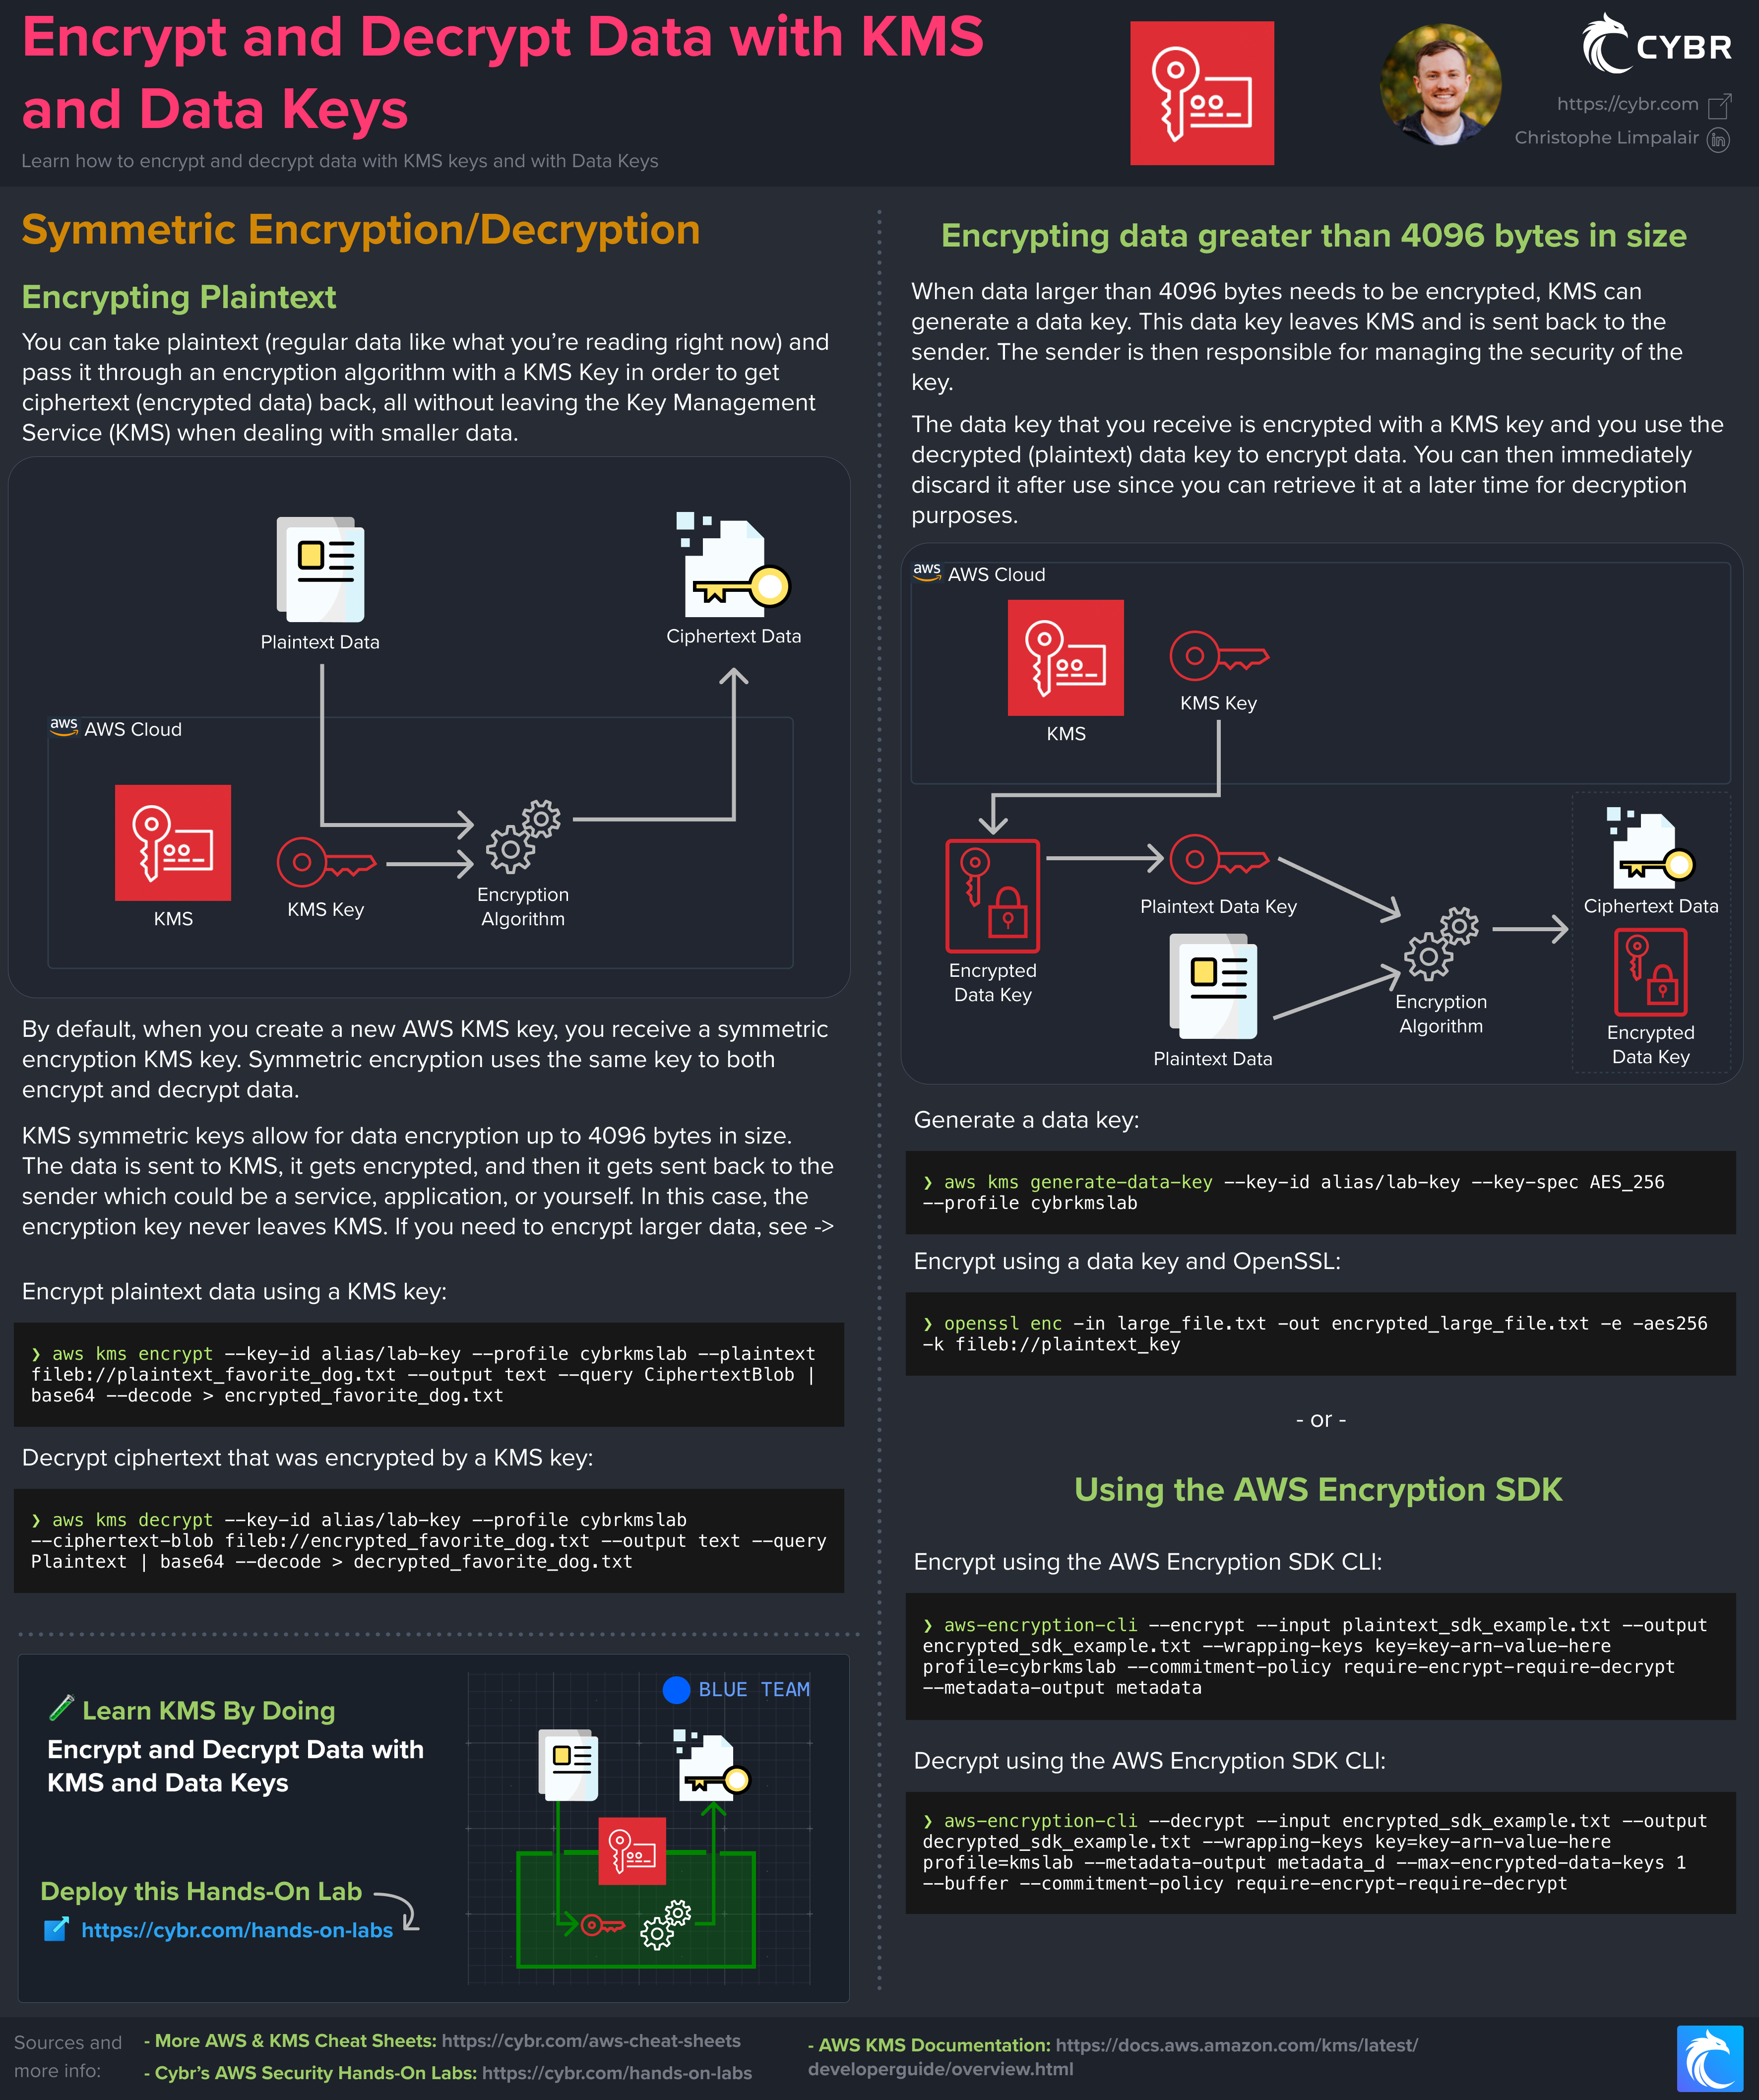 Encrypt and Decrypt Data with KMS
and Data Keys
Learn how to encrypt and decrypt data with KMS keys and with Data Keys
CYBR
https://cybr.com
Christophe Limpalair
in
Symmetric Encryption/Decryption
Encrypting Plaintext
You can take plaintext (regular data like what you’re reading right now) and
pass it through an encryption algorithm with a KMS Key in order to get
ciphertext (encrypted data) back, all without leaving the Key Management
Service (KMS) when dealing with smaller data.
Plaintext Data
Ciphertext Data
aws AWS Cloud
KMS
KMS Key
Encryption
Algorithm
By default, when you create a new AWS KMS key, you receive a symmetric
encryption KMS key. Symmetric encryption uses the same key to both
encrypt and decrypt data.
KMS symmetric keys allow for data encryption up to 4096 bytes in size.
The data is sent to KMS, it gets encrypted, and then it gets sent back to the
sender which could be a service, application, or yourself. In this case, the
encryption key never leaves KMS. If you need to encrypt larger data, see ->
Encrypt plaintext data using a KMS key:
❯ aws kms encrypt --key-id alias/lab-key --profile cybrkmslab --plaintext
fileb://plaintext_favorite_dog.txt --output text --query CiphertextBlob |
base64 --decode > encrypted_favorite_dog.txt
Decrypt ciphertext that was encrypted by a KMS key:
❯ aws kms decrypt --key-id alias/lab-key --profile cybrkmslab
--ciphertext-blob fileb://encrypted_favorite_dog.txt --output text --query
Plaintext | base64 --decode > decrypted_favorite_dog.txt
Learn KMS By Doing
Encrypt and Decrypt Data with
KMS and Data Keys
Deploy this Hands-On Lab
https://cybr.com/hands-on-labs
BLUE TEAM
Encrypting data greater than 4096 bytes in size
When data larger than 4096 bytes needs to be encrypted, KMS can
generate a data key. This data key leaves KMS and is sent back to the
sender. The sender is then responsible for managing the security of the
key.
The data key that you receive is encrypted with a KMS key and you use the
decrypted (plaintext) data key to encrypt data. You can then immediately
discard it after use since you can retrieve it at a later time for decryption
purposes.
aws AWS Cloud
KMS
KMS Key
Encrypted
Data Key
Plaintext Data Key
Plaintext Data
Encryption
Algorithm
Ciphertext Data
Encrypted
Data Key
Generate a data key:
❯ aws kms generate-data-key --key-id alias/lab-key --key-spec AES_256
--profile cybrkmslab
Encrypt using a data key and OpenSSL:
❯ openssl enc -in large_file.txt -out encrypted_large_file.txt -e -aes256
-k fileb://plaintext_key
- or -
Using the AWS Encryption SDK
Encrypt using the AWS Encryption SDK CLI:
❯ aws-encryption-cli --encrypt --input plaintext_sdk_example.txt --output
encrypted_sdk_example.txt --wrapping-keys key=key-arn-value-here
profile=cybrkmslab --commitment-policy require-encrypt-require-decrypt
--metadata-output metadata
Decrypt using the AWS Encryption SDK CLI:
❯ aws-encryption-cli --decrypt --input encrypted_sdk_example.txt --output
decrypted_sdk_example.txt --wrapping-keys key=key-arn-value-here
profile=kmslab --metadata-output metadata_d --max-encrypted-data-keys 1
--buffer --commitment-policy require-encrypt-require-decrypt
Sources and
more info:
- More AWS & KMS Cheat Sheets: https://cybr.com/aws-cheat-sheets
- Cybr’s AWS Security Hands-On Labs: https://cybr.com/hands-on-labs
- AWS KMS Documentation: https://docs.aws.amazon.com/kms/latest/
developerguide/overview.html